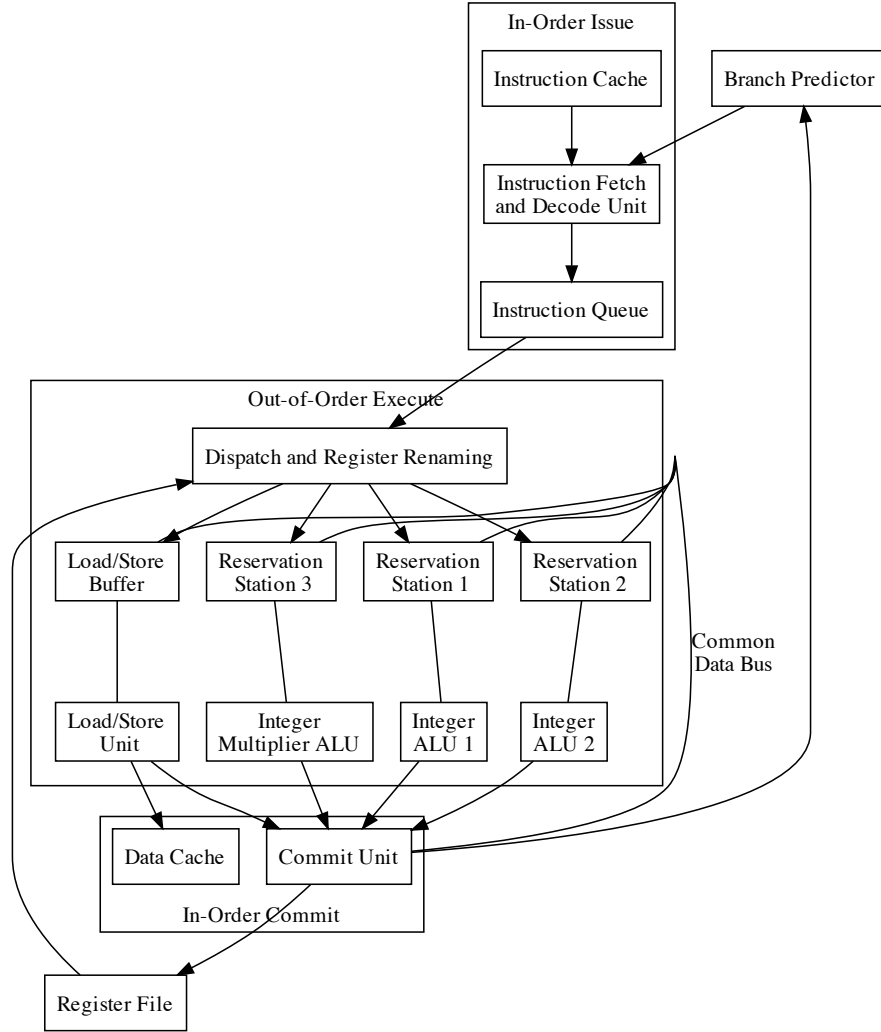 In-Order Issue
Instruction Cache
Branch Predictor
Instruction Fetch
and Decode Unit
Instruction Queue
Out-of-Order Execute
Dispatch and Register Renaming
Load/Store
Buffer
Reservation
Station 3
Reservation
Station 1
Reservation
Station 2
Common
Data Bus
Load/Store
Unit
Integer
Multiplier ALU
Integer
ALU 1
Integer
ALU 2
Data Cache
Commit Unit
In-Order Commit
Register File